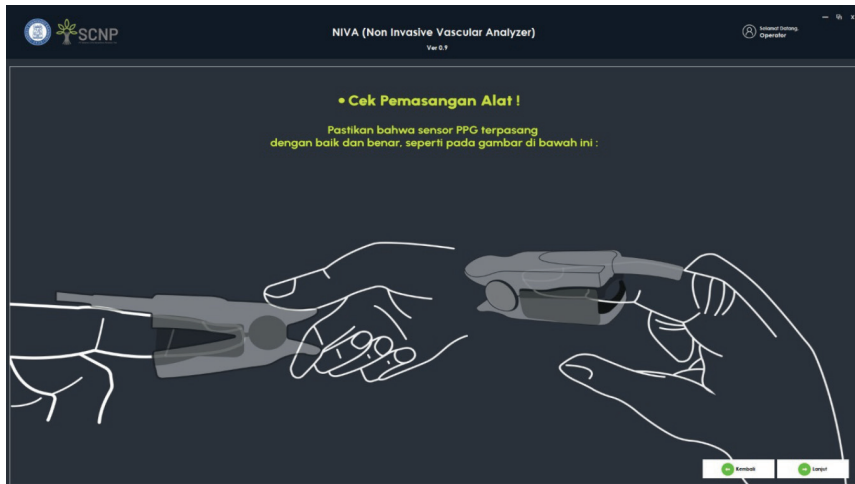 SCNP
NIVA (Non Invasive Vascular Analyzer)
Ver 0.9
Selamat Datang,
Operator
• Cek Pemasangan Alat !
Pastikan bahwa sensor PPG terpasang
dengan baik dan benar, seperti pada gambar di bawah ini :
Kembali
Lanjut